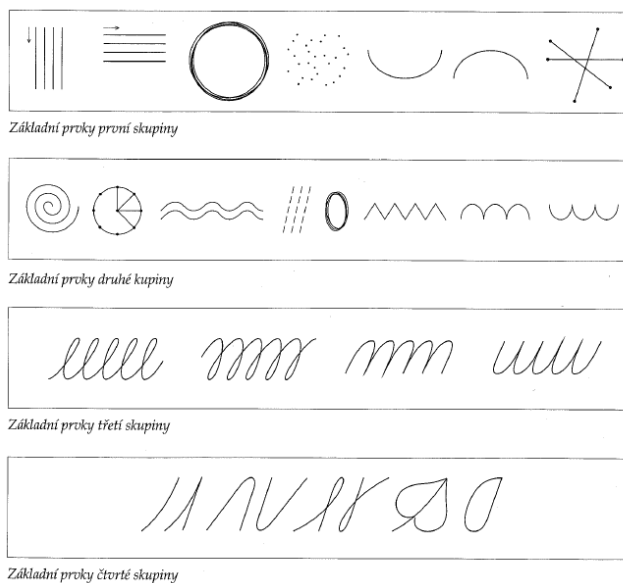 Základní prvky první skupiny
Základní prvky druhé kupiny
Základní prvky třetí skupiny
Základní prvky čtvrté skupiny